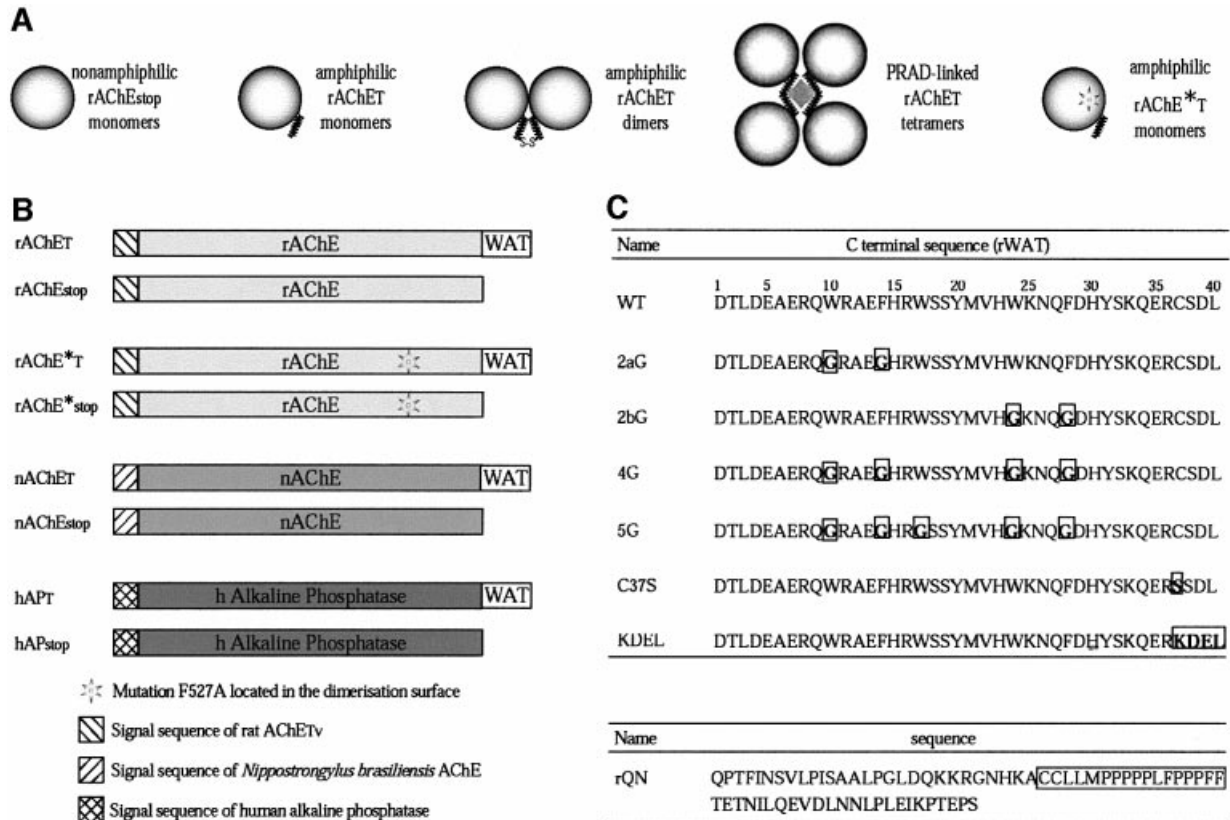 A
nonamphiphilic
rAChEstop
monomers
amphiphilic
rAChET
monomers
S-S
amphiphilic
rAChET
dimers
PRAD-linked
rAChET
tetramers
amphiphilic
rAChE*T
monomers
B
rAChET rAChE WAT
rAChEstop rAChE
rAChE*T rAChE WAT
rAChE*stop rAChE
nAChET nAChE WAT
nAChEstop nAChE
hAPT h Alkaline Phosphatase WAT
hAPstop h Alkaline Phosphatase
Mutation F527A located in the dimerisation surface
Signal sequence of rat AChETv
Signal sequence of Nippostrongylus brasiliensis AChE
Signal sequence of human alkaline phosphatase
C
Name C terminal sequence (rWAT)
1 5 10 15 20 25 30 35 40
WT DTLDEAERQWRAEFHRWSSYMVHWKNQFDHYSKQERCSDL
2aG DTLDEAERQGRAEGHRWSSYMVHWKNQFDHYSKQERCSDL
2bG DTLDEAERQWRAEFHRWSSYMVHGKNQGDHYSKQERCSDL
4G DTLDEAERQGRAEGHRWSSYMVHGKNQGDHYSKQERCSDL
5G DTLDEAERQGRAEGHRGSSYMVHGKNQGDHYSKQERCSDL
C37S DTLDEAERQWRAEFHRWSSYMVHWKNQFDHYSKQERSSDL
KDEL DTLDEAERQWRAEFHRWSSYMVHWKNQFDHYSKQERKDEL
Name sequence
rQN QPTFINSVLPISAALPGLDQKKRGNHKACCLLMPPPPPLFPPPFF
TETNILQEVDLNNLPLEIKPTEPS